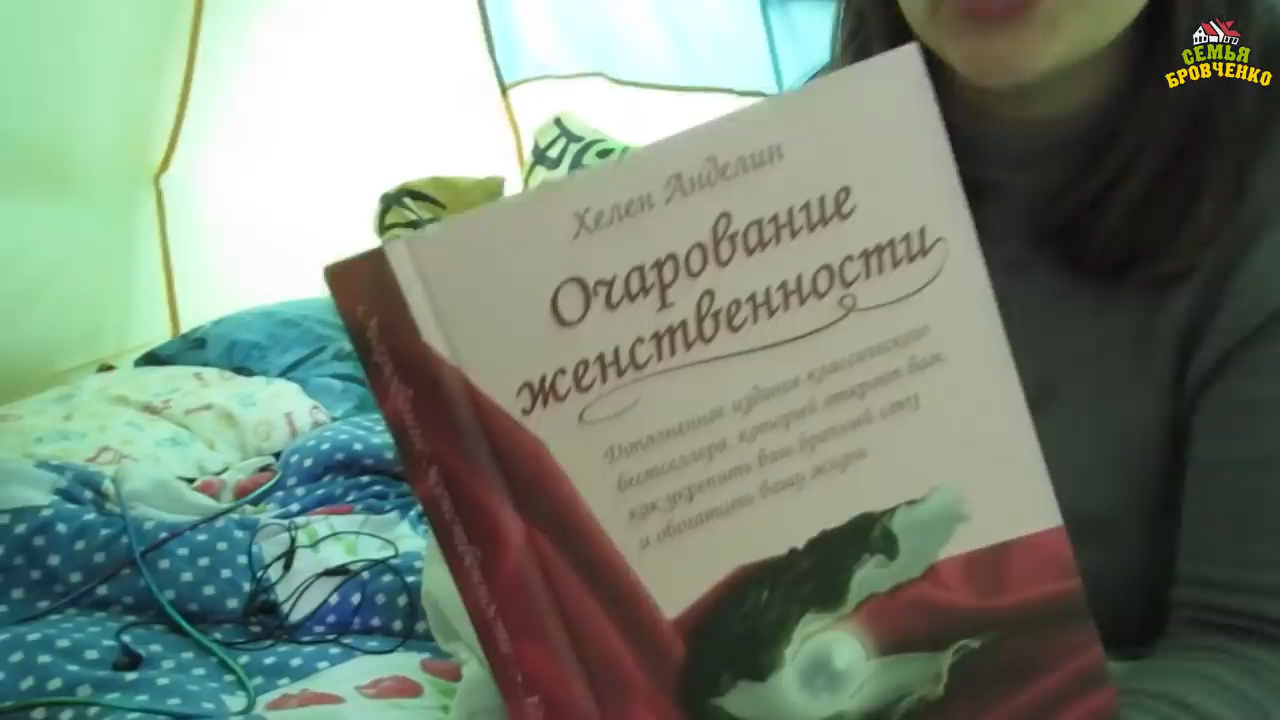 СЕМЬЯ
БРОВЧЕНКО
Хелен Анделин
Очарование
женственности
Дополненное издание классического
бестселлера, который откроет вам,
как укрепить ваш брачный союз
и обогатить вашу жизнь